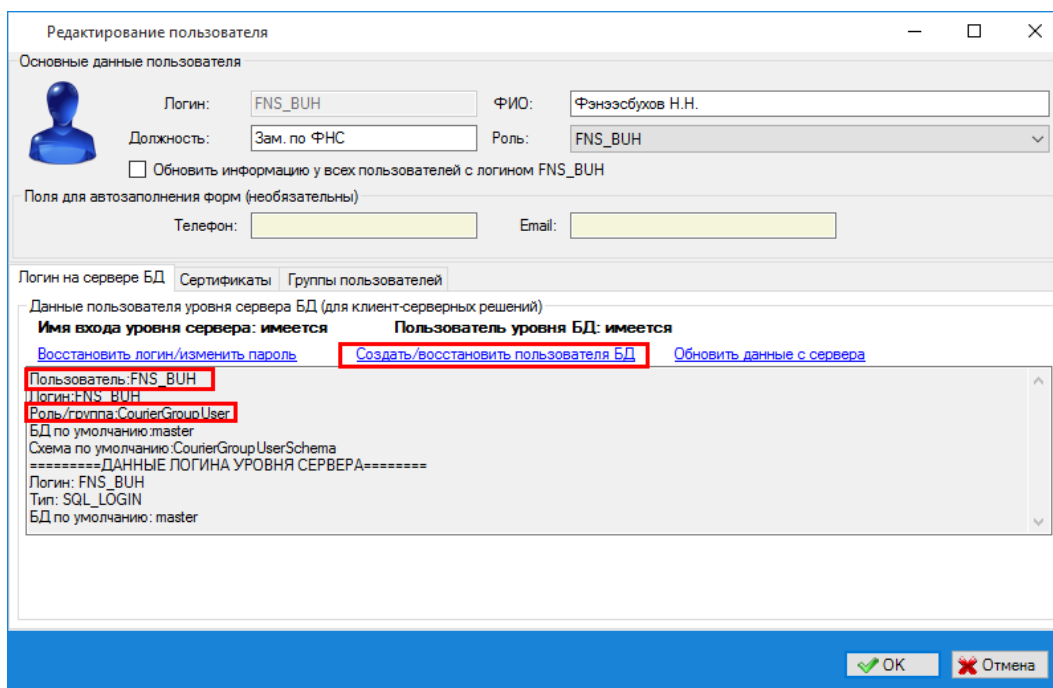 Редактирование пользователя
Основные данные пользователя
Логин: FNS_BUH ФИО: Фэнээсбухов Н.Н.
Должность: Зам. по ФНС Роль: FNS_BUH
Обновить информацию у всех пользователей с логином FNS_BUH
Поля для автозаполнения форм (необязательны)
Телефон: Email:
Логин на сервере БД Сертификаты Группы пользователей
Данные пользователя уровня сервера БД (для клиент-серверных решений)
Имя входа уровня сервера: имеется Пользователь уровня БД: имеется
Восстановить логин/изменить пароль Создать/восстановить пользователя БД Обновить данные с сервера
Пользователь:FNS_BUH
Логин:FNS_BUH
Роль/группа:CourierGroupUser
БД по умолчанию:master
Схема по умолчанию:CourierGroupUserSchema
=========ДАННЫЕ ЛОГИНА УРОВНЯ СЕРВЕРА========
Логин: FNS_BUH
Тип: SQL_LOGIN
БД по умолчанию: master
OK Отмена